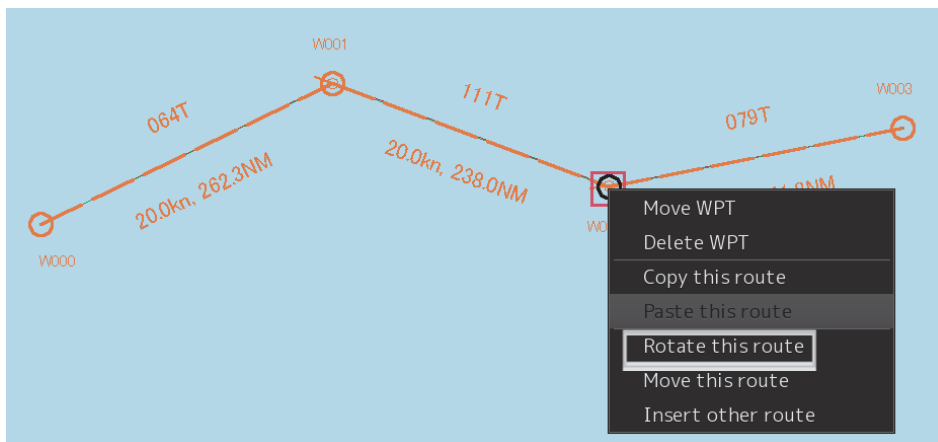 W001
W003
064T
111T
079T
20.0kn, 262.3NM
20.0kn, 238.0NM
W000
Move WPT
Delete WPT
Copy this route
Paste this route
Rotate this route
Move this route
Insert other route